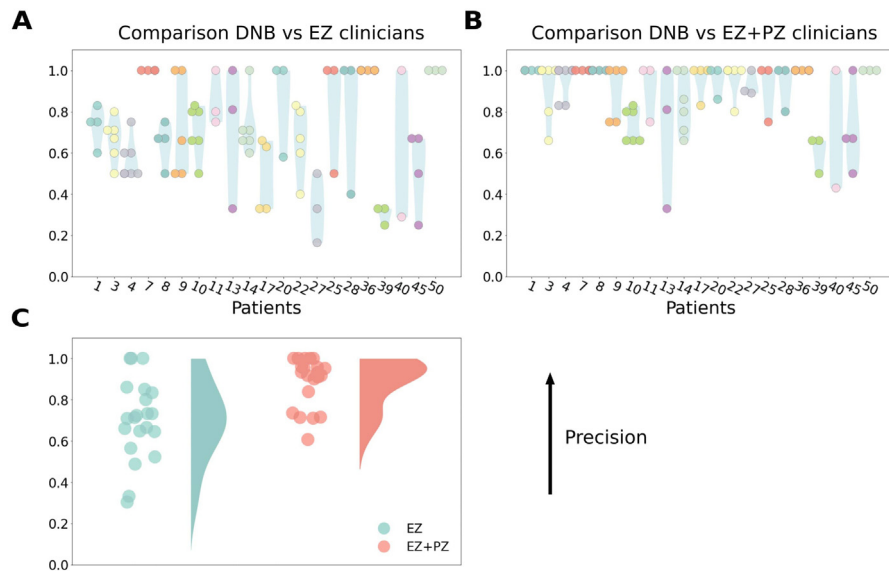 A
Comparison DNB vs EZ clinicians
1.0
0.8
0.6
0.4
0.2
0.0
1 3 4 7 8 9 10 11 13 14 17 20 22 27 25 28 36 39 40 45 50
Patients
B
Comparison DNB vs EZ+PZ clinicians
1.0
0.8
0.6
0.4
0.2
0.0
1 3 4 7 8 9 10 11 13 14 17 20 22 27 25 28 36 39 40 45 50
Patients
C
1.0
0.8
0.6
0.4
0.2
0.0
EZ
EZ+PZ
Precision